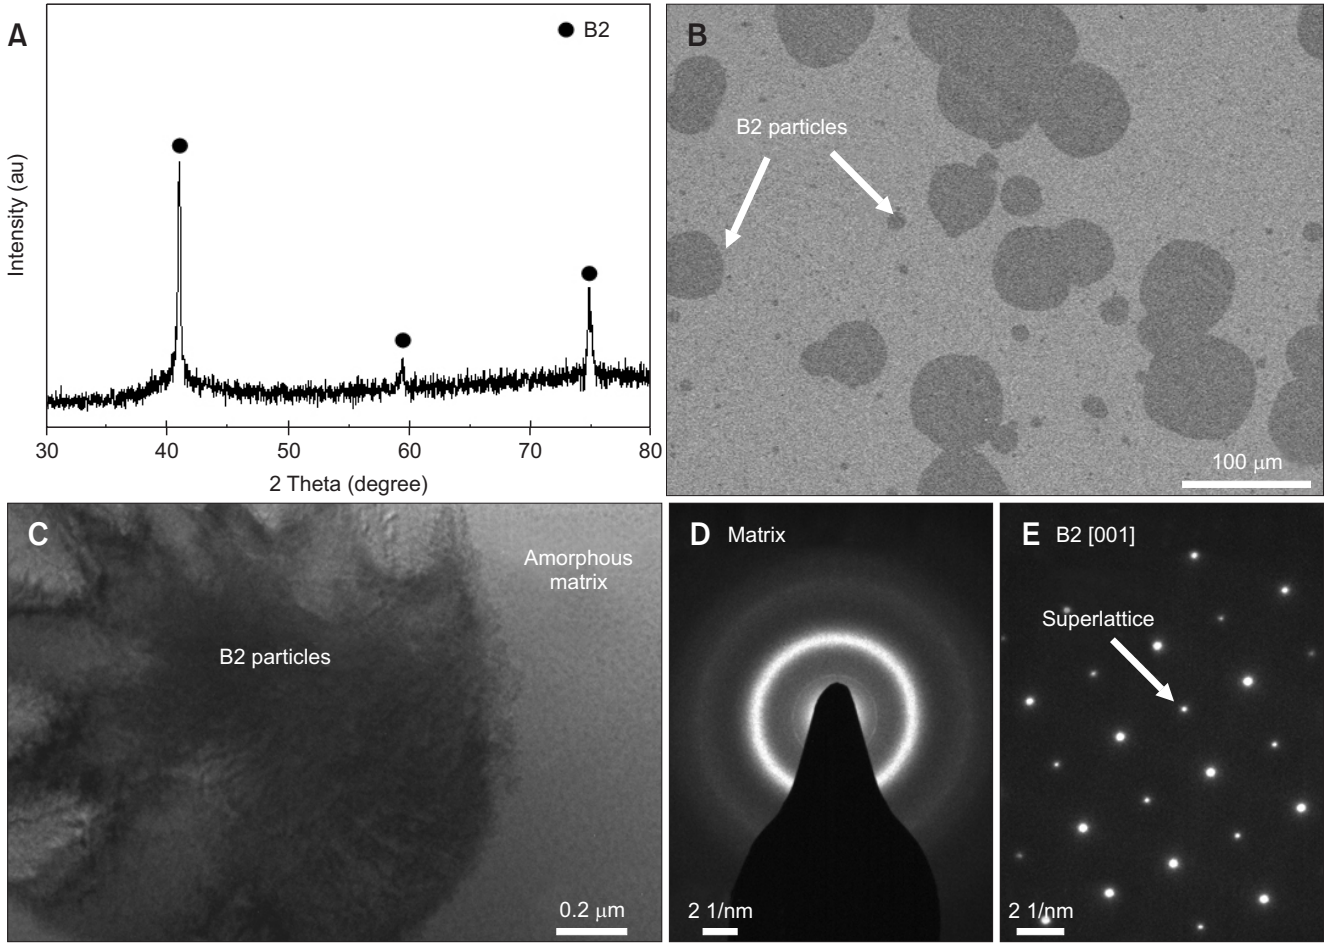 A
B2
Intensity (au)
30
40
50
60
70
80
2 Theta (degree)
B
B2 particles
100 μm
C
Amorphous
matrix
B2 particles
0.2 μm
D Matrix
2 1/nm
E B2 [001]
Superlattice
2 1/nm